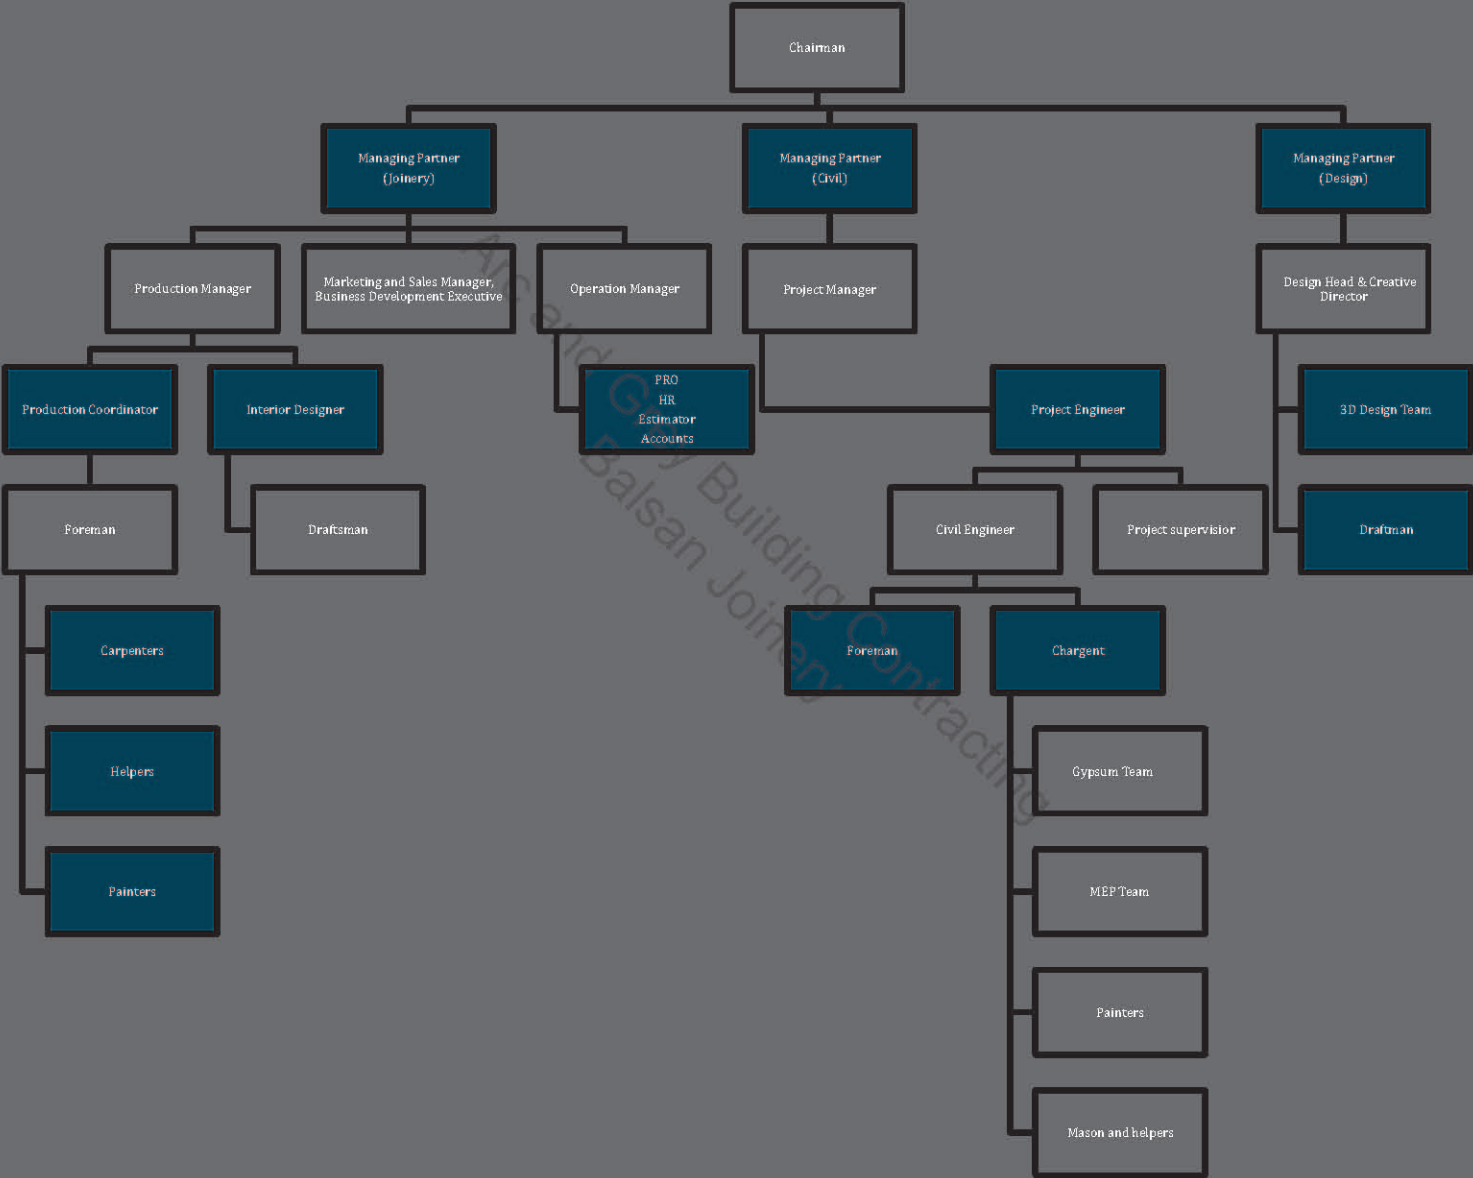 Chairman
Managing Partner
(Joinery)
Managing Partner
(Civil)
Managing Partner
(Design)
Production Manager
Marketing and Sales Manager,
Business Development Executive
Operation Manager
Project Manager
Design Head & Creative
Director
Production Coordinator
Interior Designer
PRO
HR
Estimator
Accounts
Project Engineer
3D Design Team
Foreman
Draftsman
Civil Engineer
Project supervisior
Draftman
Carpenters
Foreman
Chargent
Helpers
Gypsum Team
Painters
MEP Team
Painters
Mason and helpers
Arc and Grey Building Contracting
Balsan Joinery